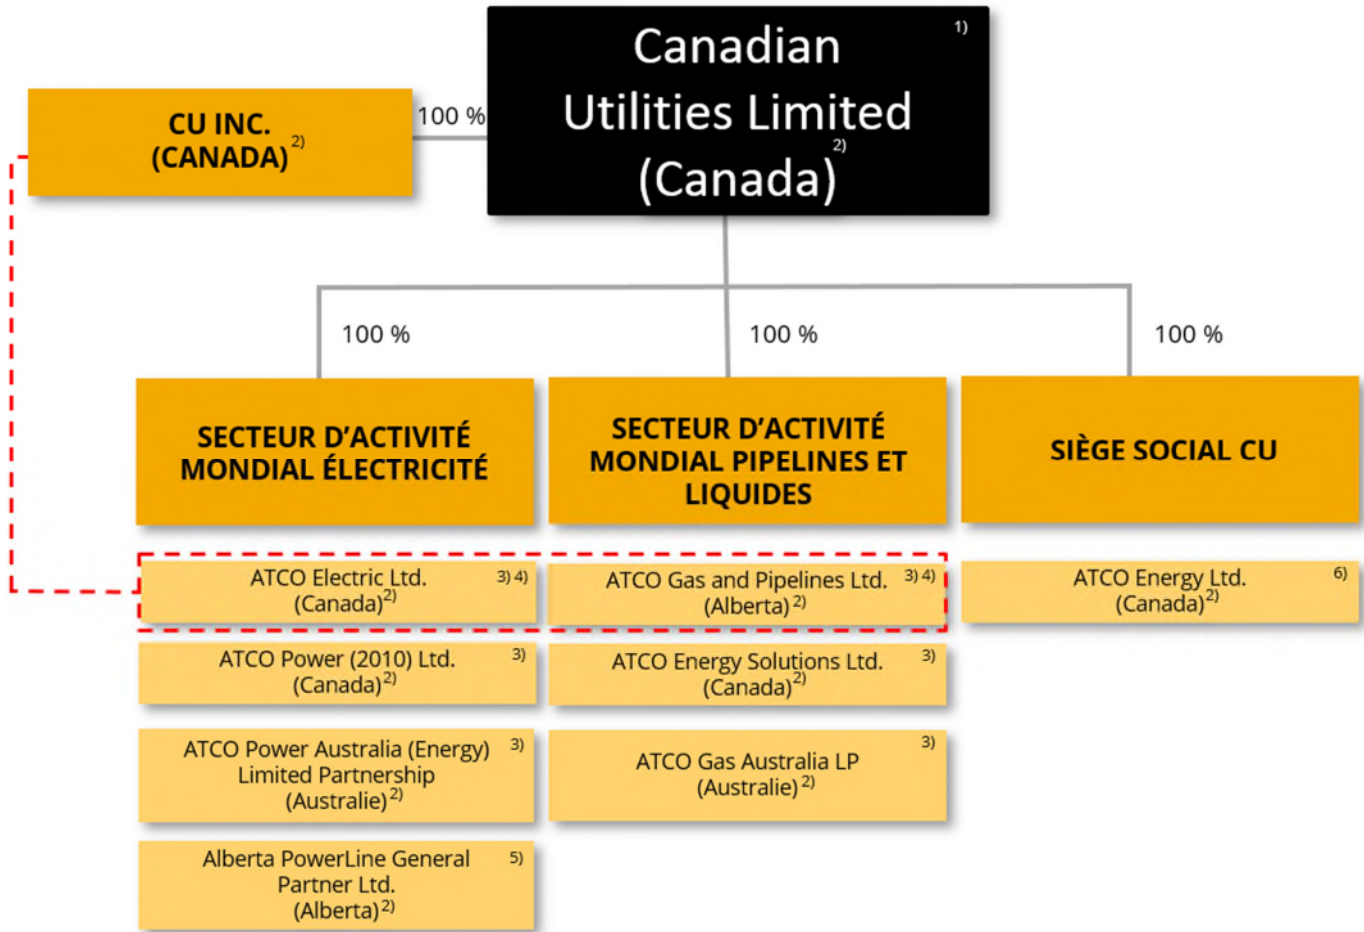 Canadian 1)
Utilities Limited
(Canada) 2)
CU INC.
(CANADA) 2)
100 %
100 %
100 %
100 %
SECTEUR D’ACTIVITÉ
MONDIAL ÉLECTRICITÉ
SECTEUR D’ACTIVITÉ
MONDIAL PIPELINES ET
LIQUIDES
SIÈGE SOCIAL CU
ATCO Electric Ltd. 3) 4)
(Canada) 2)
ATCO Gas and Pipelines Ltd. 3) 4)
(Alberta) 2)
ATCO Energy Ltd. 6)
(Canada) 2)
ATCO Power (2010) Ltd. 3)
(Canada) 2)
ATCO Energy Solutions Ltd. 3)
(Canada) 2)
ATCO Power Australia (Energy) 3)
Limited Partnership
(Australie) 2)
ATCO Gas Australia LP 3)
(Australie) 2)
Alberta PowerLine General 5)
Partner Ltd.
(Alberta) 2)